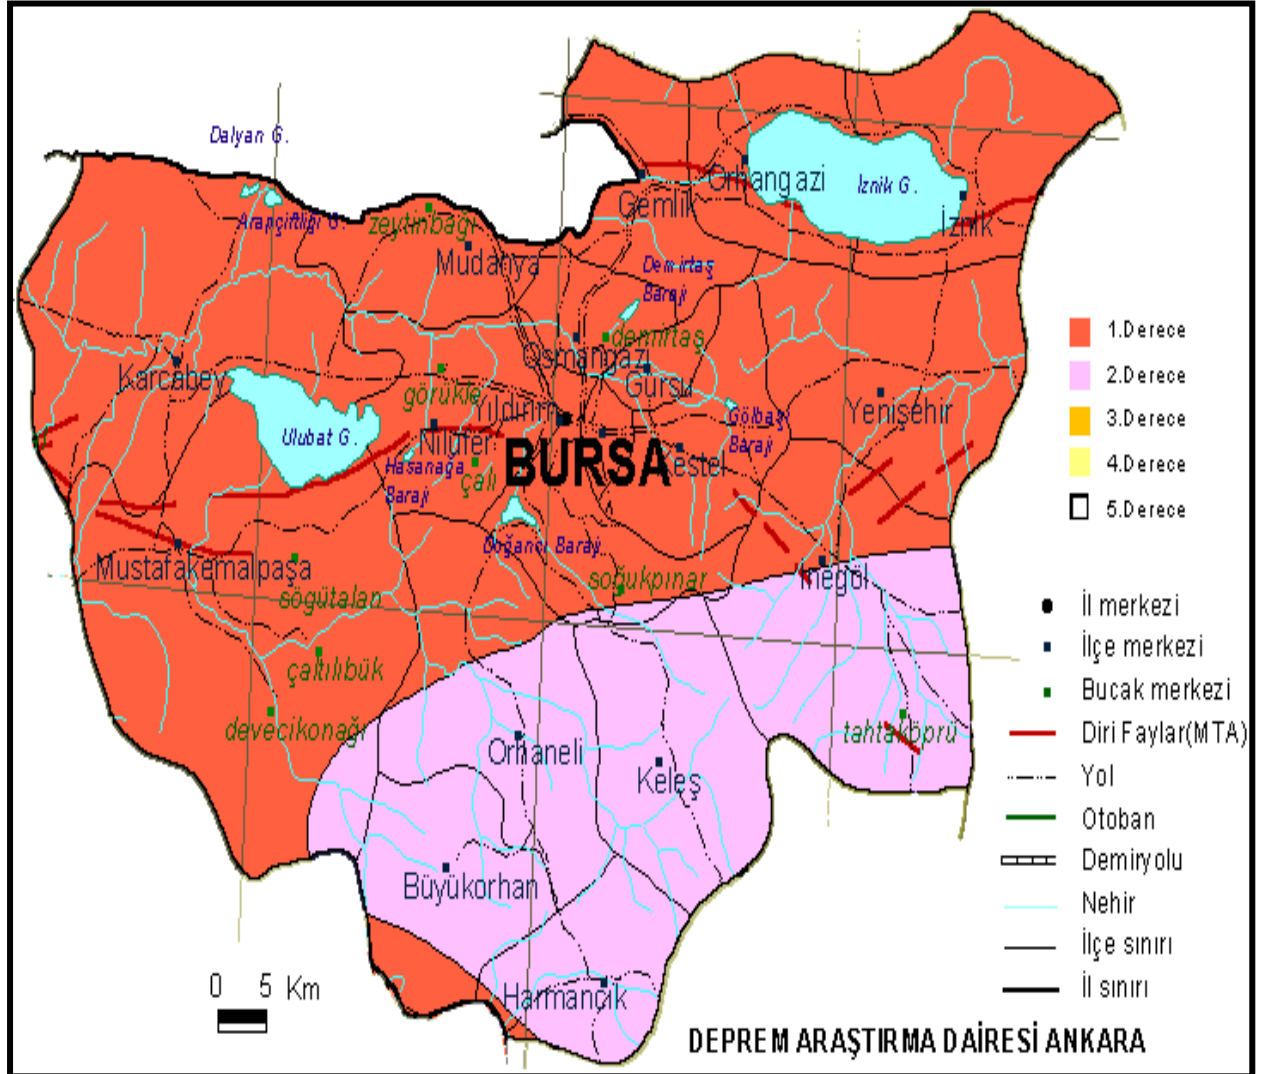 Dalyan G.
Arapçiftliği G.
zeytinbağı
Mudanya
Gemlik
Orhangazi
İznik G.
İznik
Demirtaş
Barajı
demirtaş
Osmangazi
Gürsu
Karcabey
görükle
Yıldırım
Nilüfer
Ulubat G.
Hasanağa
Barajı
çalı
BURSA
Kestel
Gölbaşı
Barajı
Yenişehir
Doğancı Barajı
Mustafakemalpaşa
söğütalan
soğukpınar
İnegöl
çaltılıbük
devecikonağı
Orhaneli
Keleş
tahtaköprü
Büyükorhan
Harmancık
1.Derece
2.Derece
3.Derece
4.Derece
5.Derece
İl merkezi
İlçe merkezi
Bucak merkezi
Diri Faylar(MTA)
Yol
Otoban
Demiryolu
Nehir
İlçe sınırı
İl sınırı
0 5 Km
DEPREM ARAŞTIRMA DAİRESİ ANKARA